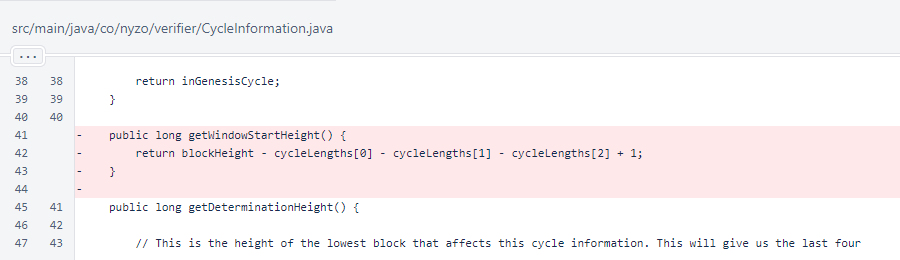 src/main/java/co/nyzo/verifier/CycleInformation.java
...
38 38 return inGenesisCycle;
39 39 }
40 40
41 - public long getWindowStartHeight() {
42 - return blockHeight - cycleLengths[0] - cycleLengths[1] - cycleLengths[2] + 1;
43 - }
44 -
45 41 public long getDeterminationHeight() {
46 42
47 43 // This is the height of the lowest block that affects this cycle information. This will give us the last four